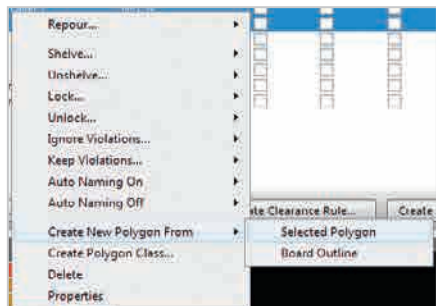 Repour...
Shelve...
Unshelve...
Lock...
Unlock...
Ignore Violations...
Keep Violations...
Auto Naming On
Auto Naming Off
Create New Polygon From
Create Polygon Class...
Delete
Properties
ate Clearance Rule...
Create
Selected Polygon
Board Outline